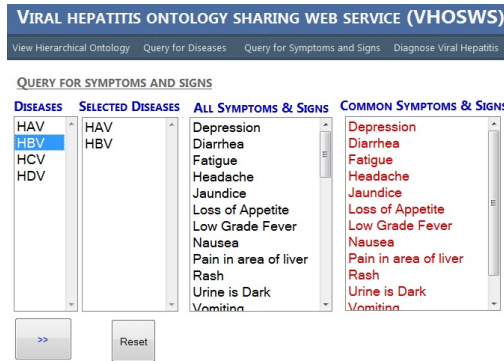 VIRAL HEPATITIS ONTOLOGY SHARING WEB SERVICE (VHOSWS)
View Hierarchical Ontology Query for Diseases Query for Symptoms and Signs Diagnose Viral Hepatitis
QUERY FOR SYMPTOMS AND SIGNS
DISEASES SELECTED DISEASES ALL SYMPTOMS & SIGNS COMMON SYMPTOMS & SIGNS
HAV
HBV
HCV
HDV
HAV
HBV
Depression
Diarrhea
Fatigue
Headache
Jaundice
Loss of Appetite
Low Grade Fever
Nausea
Pain in area of liver
Rash
Urine is Dark
Vomiting
Depression
Diarrhea
Fatigue
Headache
Jaundice
Loss of Appetite
Low Grade Fever
Nausea
Pain in area of liver
Rash
Urine is Dark
Vomiting
>> Reset